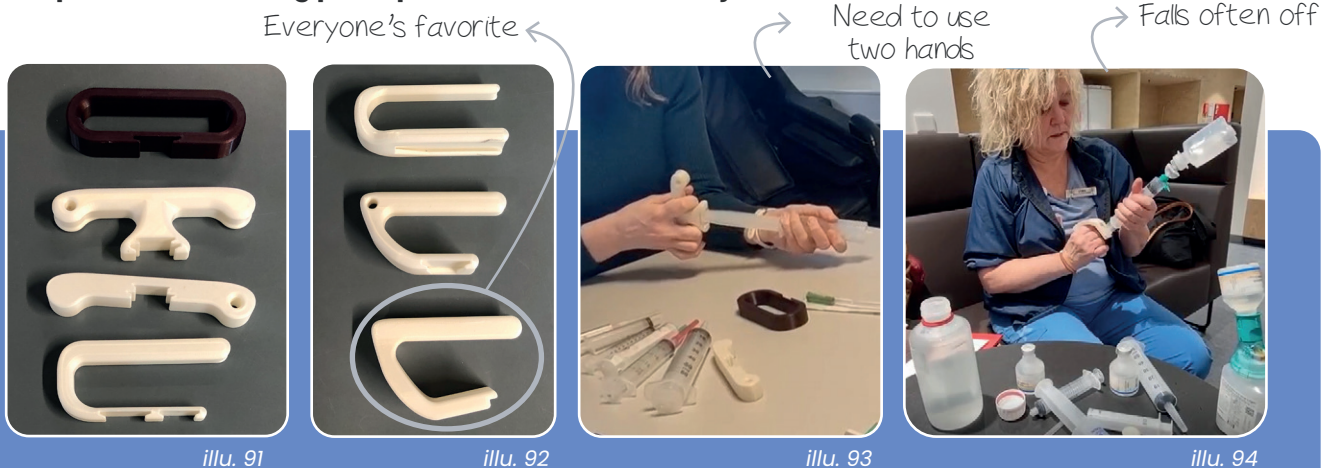 Everyone's favorite
Need to use
two hands
Falls often off
illu. 91
illu. 92
illu. 93
illu. 94